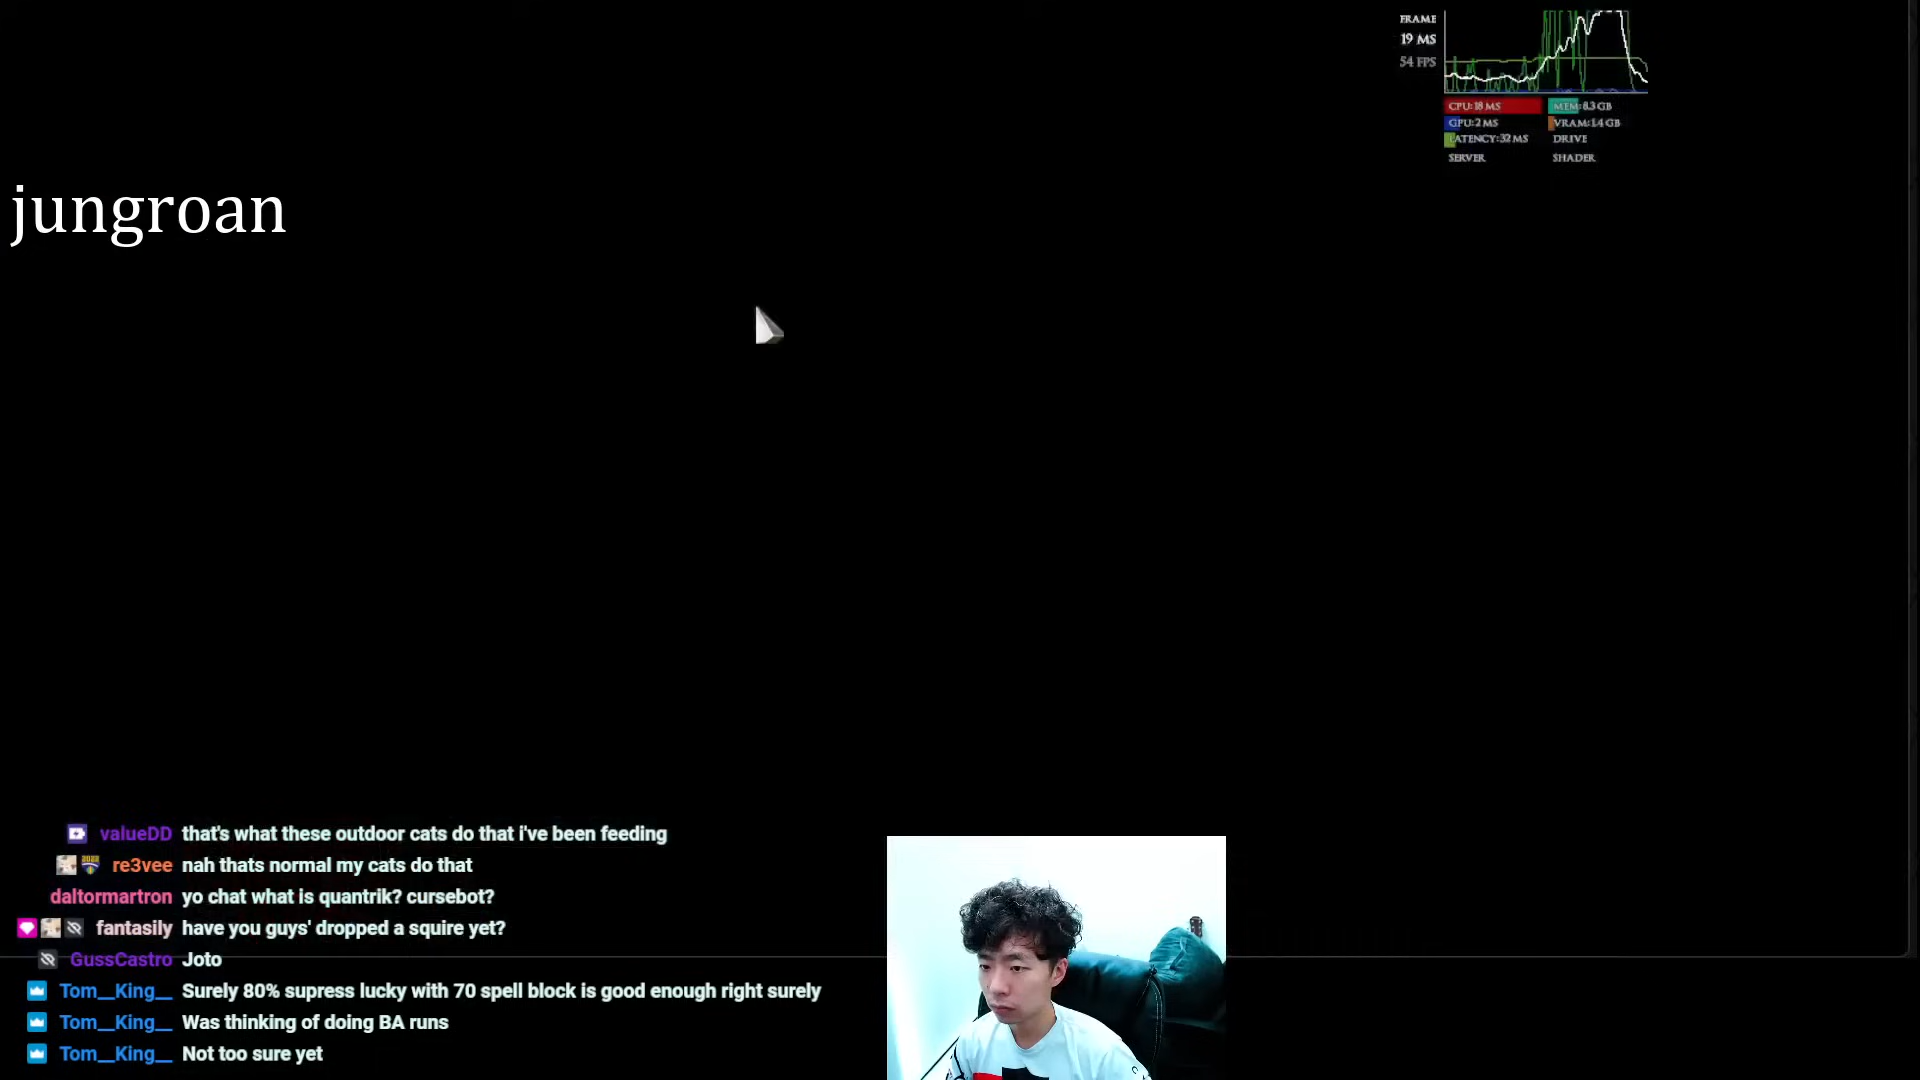 FRAME
19 MS
54 FPS
CPU: 18 MS
MEM: 8.3 GB
GPU: 2 MS
VRAM: 1.4 GB
LATENCY: 32 MS
DRIVE
SERVER
SHADER
jungroan
valueDD that's what these outdoor cats do that i've been feeding
re3vee nah thats normal my cats do that
daltormartron yo chat what is quantrik? cursebot?
fantasily have you guys' dropped a squire yet?
GussCastro Joto
Tom__King__ Surely 80% supress lucky with 70 spell block is good enough right surely
Tom__King__ Was thinking of doing BA runs
Tom__King__ Not too sure yet